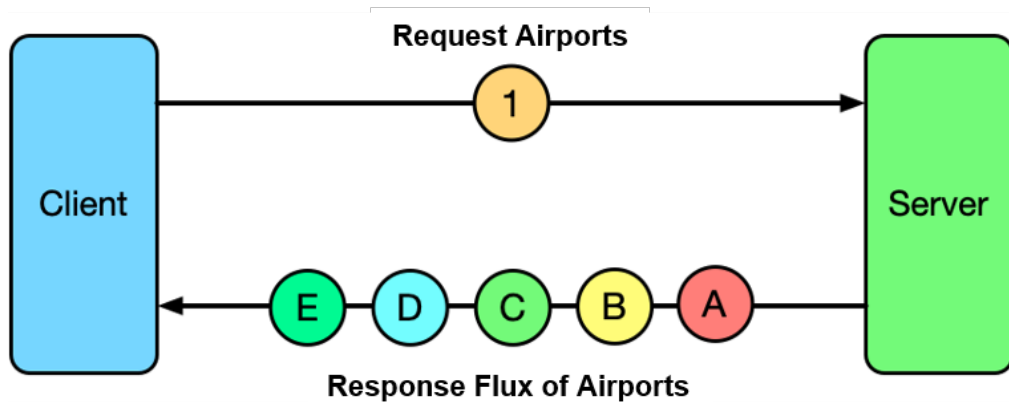 Request Airports
1
Client
Server
E D C B A
Response Flux of Airports